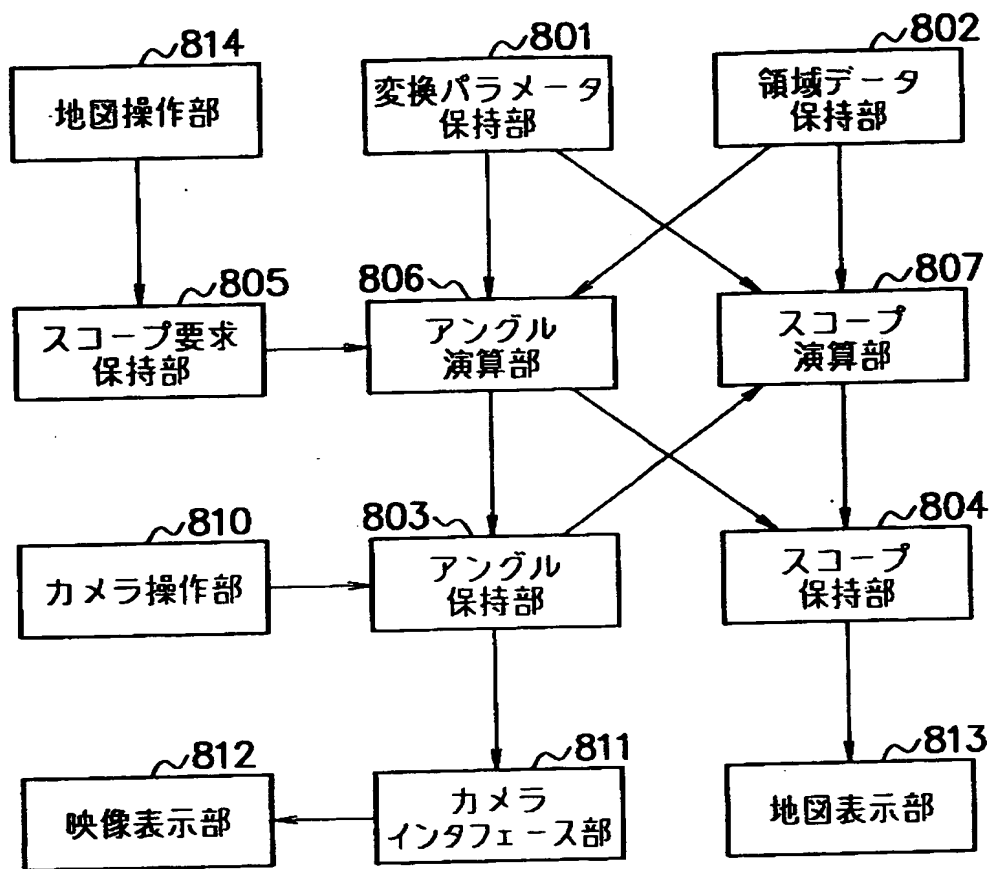 814
地図操作部
801
変換パラメータ
保持部
802
領域データ
保持部
805
スコープ要求
保持部
806
アングル
演算部
807
スコープ
演算部
810
カメラ操作部
803
アングル
保持部
804
スコープ
保持部
812
映像表示部
811
カメラ
インタフェース部
813
地図表示部